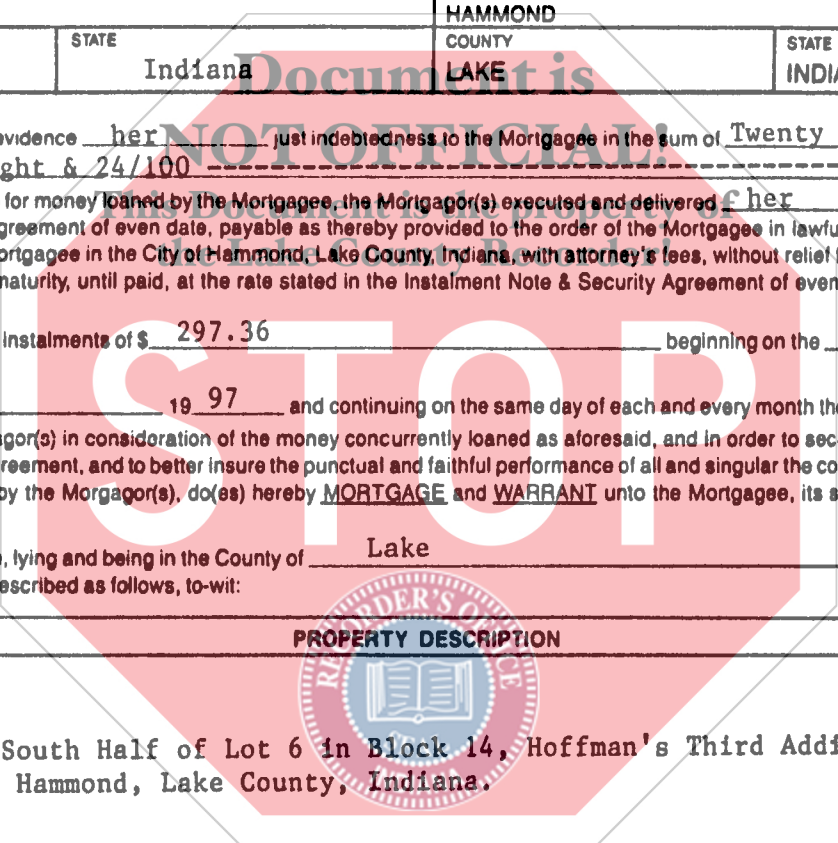 HAMMOND
STATE COUNTY STATE
Indiana LAKE INDIA
Document is
evidence her just indebtedness to the Mortgagee in the sum of Twenty
NOT OFFICIAL!
ght & 24/100
for money loaned by the Mortgagee, the Mortgagor(s) executed and delivered her
This Document is the property of
greement of even date, payable as thereby provided to the order of the Mortgagee in lawfu
ortgagee in the City of Hammond, Lake County, Indiana, with attorney's fees, without relief
the Lake County Recorder!
maturity, until paid, at the rate stated in the Instalment Note & Security Agreement of even
instalments of $ 297.36 beginning on the
STOP
19 97 and continuing on the same day of each and every month the
agor(s) in consideration of the money concurrently loaned as aforesaid, and in order to sec
reement, and to better insure the punctual and faithful performance of all and singular the co
by the Morgagor(s), do(es) hereby MORTGAGE and WARRANT unto the Mortgagee, its s
, lying and being in the County of Lake
escribed as follows, to-wit:
RECORDER'S OFFICE
PROPERTY DESCRIPTION
SEAL
South Half of Lot 6 in Block 14, Hoffman's Third Addi
Hammond, Lake County, Indiana.